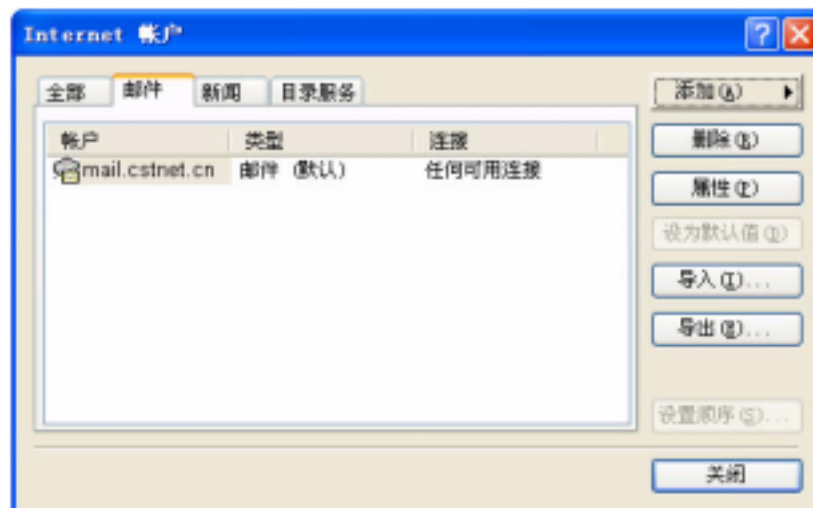 Internet 帐户
全部 邮件 新闻 目录服务
帐户 类型 连接
mail.cstnet.cn 邮件 (默认) 任何可用连接
添加(A)
删除(R)
属性(P)
设为默认值(D)
导入(I)...
导出(E)...
设置顺序(S)...
关闭